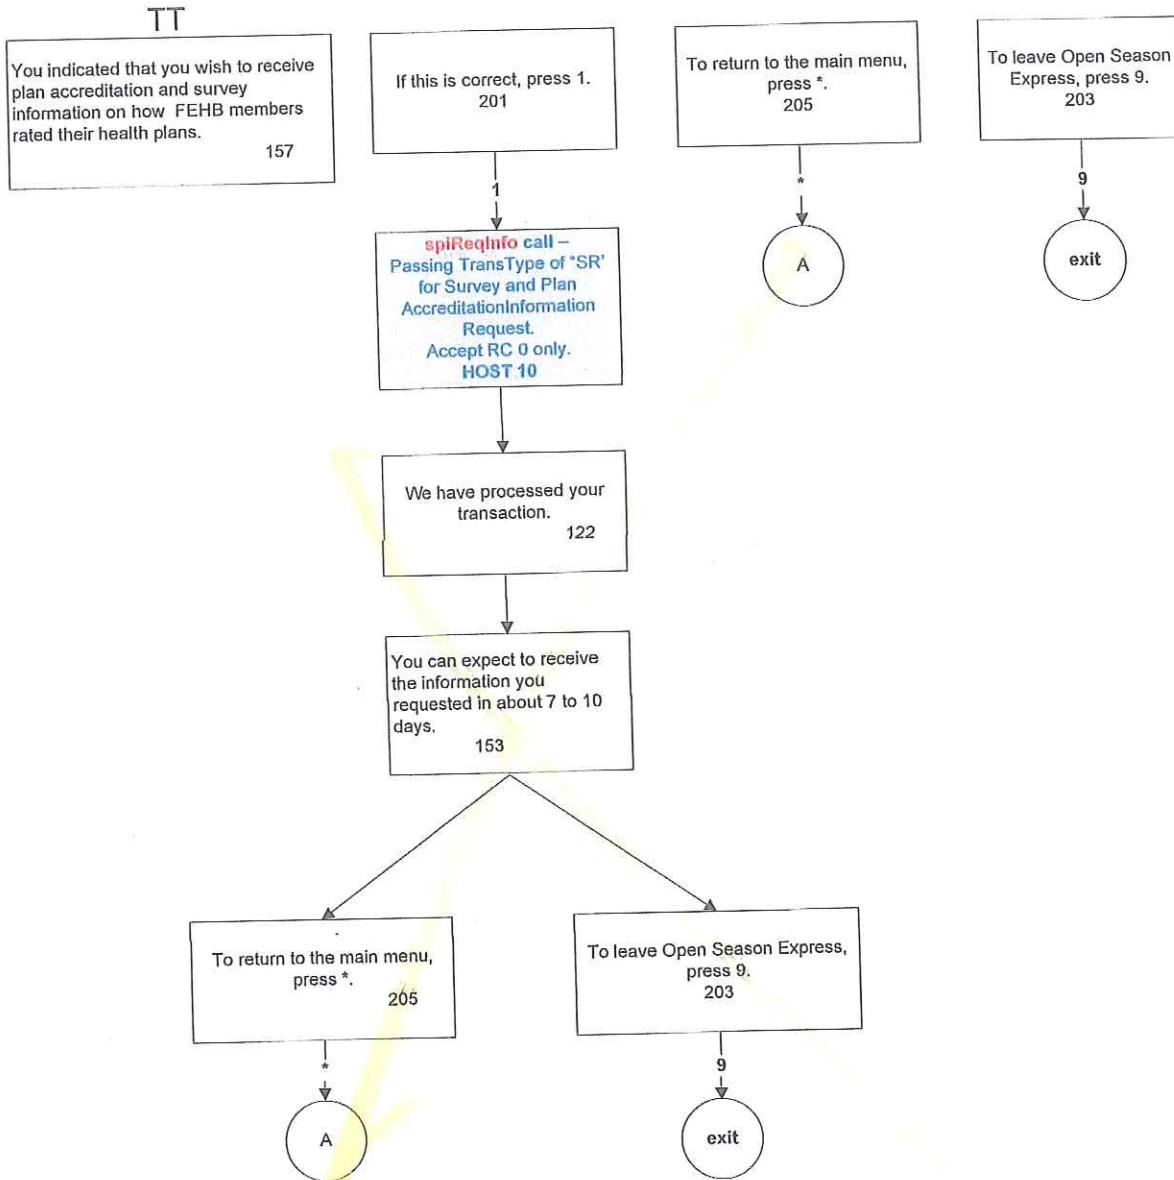 TT
You indicated that you wish to receive
plan accreditation and survey
information on how FEHB members
rated their health plans.
157
If this is correct, press 1.
201
To return to the main menu,
press *.
205
To leave Open Season
Express, press 9.
203
1
*
9
spiReqInfo call –
Passing TransType of "SR'
for Survey and Plan
AccreditationInformation
Request.
Accept RC 0 only.
HOST 10
A
exit
We have processed your
transaction.
122
You can expect to receive
the information you
requested in about 7 to 10
days.
153
To return to the main menu,
press *.
205
To leave Open Season Express,
press 9.
203
*
9
A
exit